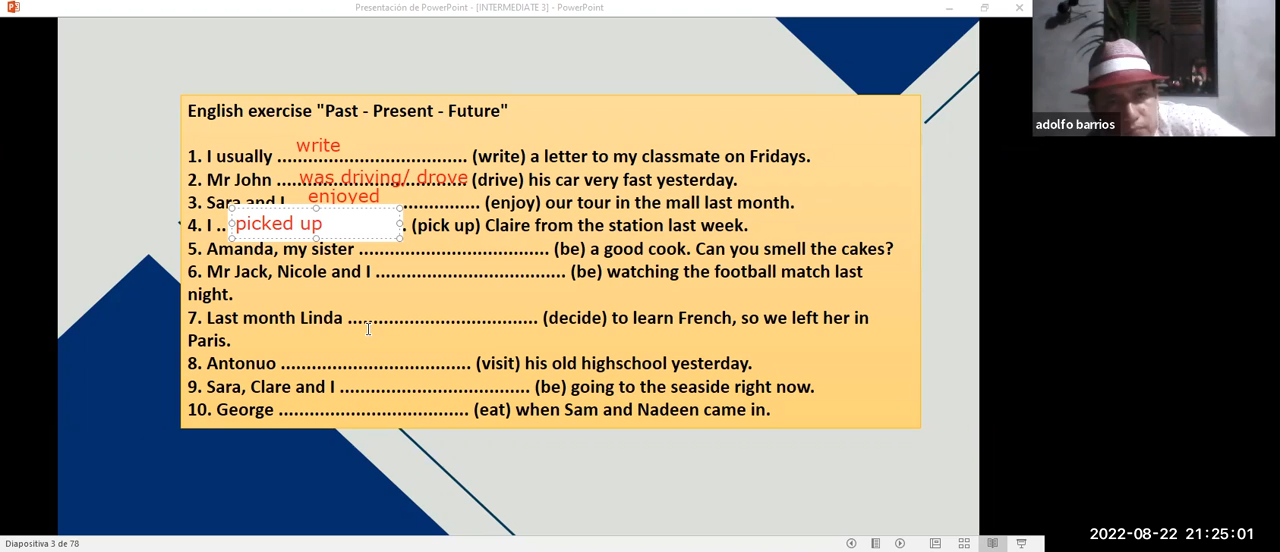 Presentación de PowerPoint - [INTERMEDIATE 3] - PowerPoint
adolfo barrios
English exercise "Past - Present - Future"
write
1. I usually ...................................... (write) a letter to my classmate on Fridays.
was driving/ drove
2. Mr John ...................................... (drive) his car very fast yesterday.
enjoyed
3. Sara and I ...................................... (enjoy) our tour in the mall last month.
picked up
4. I .. . (pick up) Claire from the station last week.
5. Amanda, my sister ...................................... (be) a good cook. Can you smell the cakes?
6. Mr Jack, Nicole and I ...................................... (be) watching the football match last
night.
7. Last month Linda ...................................... (decide) to learn French, so we left her in
Paris.
8. Antonuo ...................................... (visit) his old highschool yesterday.
9. Sara, Clare and I ...................................... (be) going to the seaside right now.
10. George ...................................... (eat) when Sam and Nadeen came in.
Diapositiva 3 de 78
2022-08-22 21:25:01